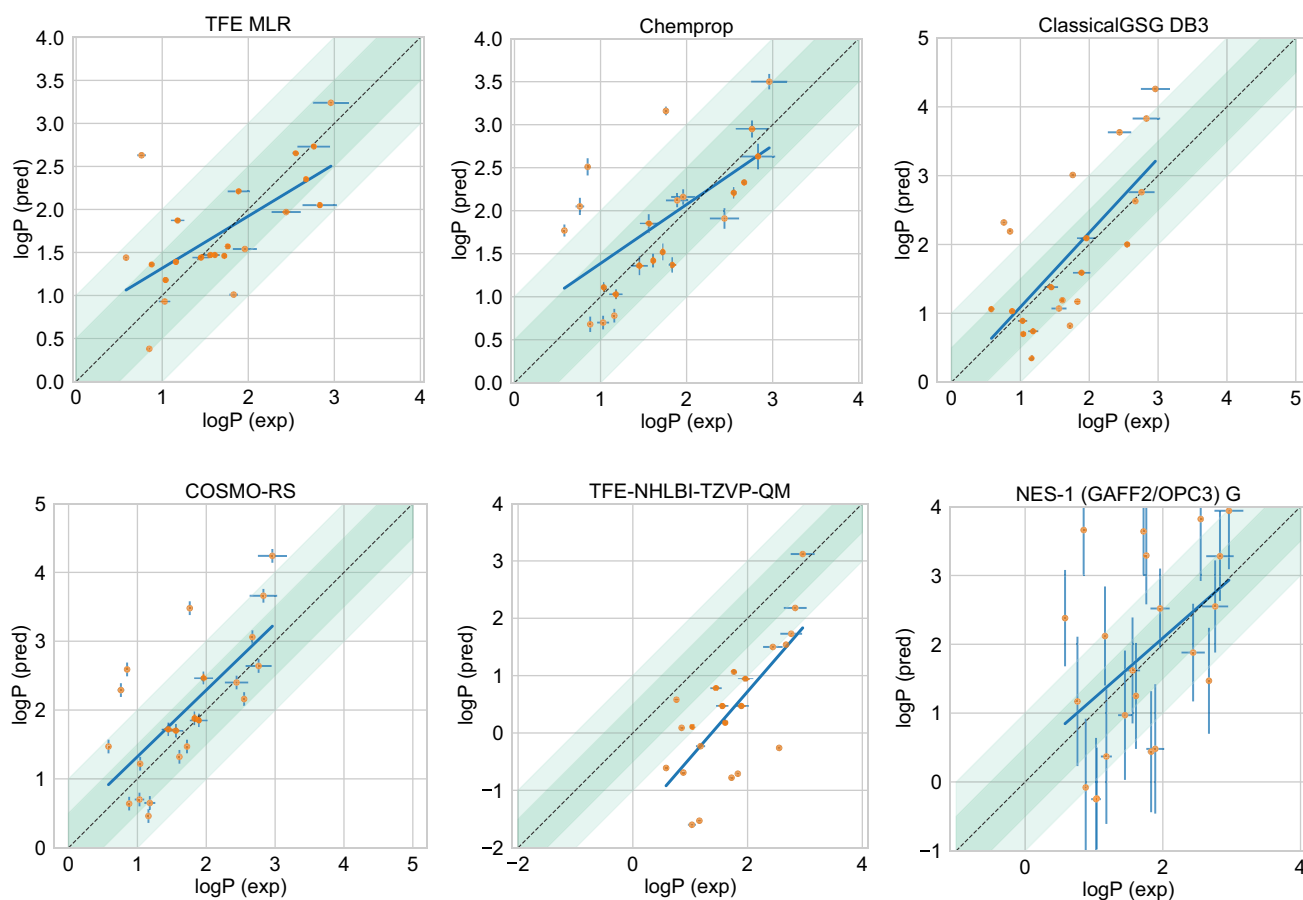 TFE MLR
4.0
3.5
3.0
2.5
2.0
1.5
1.0
0.5
0.0
0 1 2 3 4
logP (pred)
logP (exp)
Chemprop
4.0
3.5
3.0
2.5
2.0
1.5
1.0
0.5
0.0
0 1 2 3 4
logP (pred)
logP (exp)
ClassicalGSG DB3
5
4
3
2
1
0
0 1 2 3 4 5
logP (pred)
logP (exp)
COSMO-RS
5
4
3
2
1
0
0 1 2 3 4 5
logP (pred)
logP (exp)
TFE-NHLBI-TZVP-QM
4
3
2
1
0
−1
−2
−2 0 2 4
logP (pred)
logP (exp)
NES-1 (GAFF2/OPC3) G
4
3
2
1
0
−1
0 2 4
logP (pred)
logP (exp)